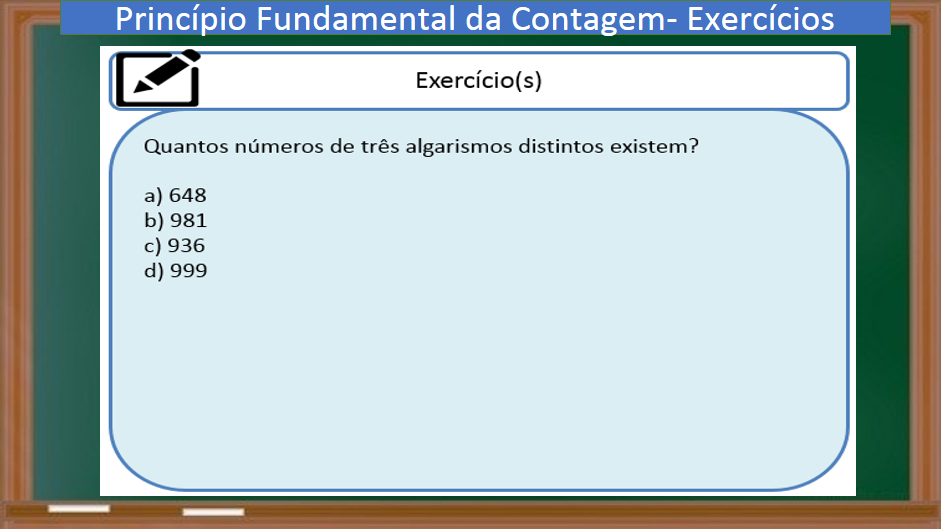 Princípio Fundamental da Contagem- Exercícios
Exercício(s)
Quantos números de três algarismos distintos existem?
a) 648
b) 981
c) 936
d) 999